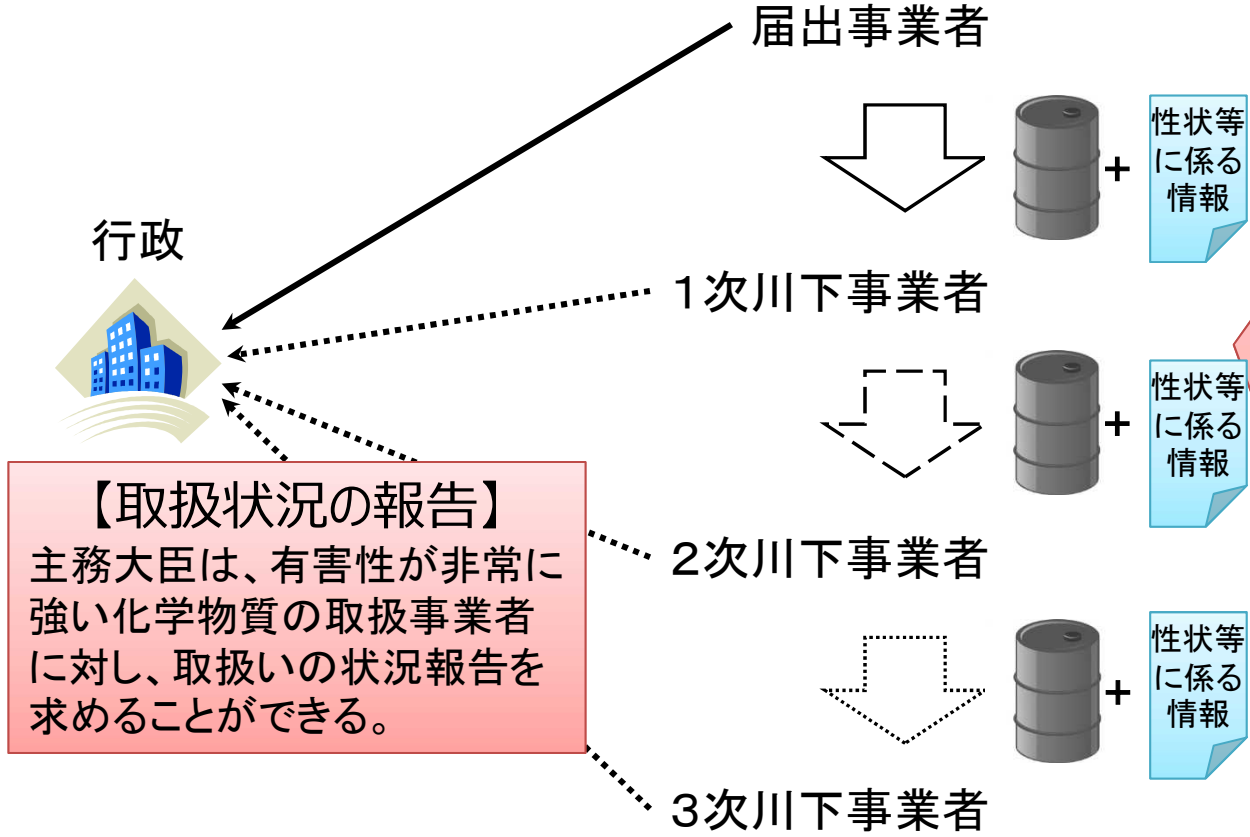 届出事業者
+
性状等
に係る
情報
行政
１次川下事業者
+
性状等
に係る
情報
【取扱状況の報告】
主務大臣は、有害性が非常に
強い化学物質の取扱事業者
に対し、取扱いの状況報告を
求めることができる。
２次川下事業者
+
性状等
に係る
情報
３次川下事業者